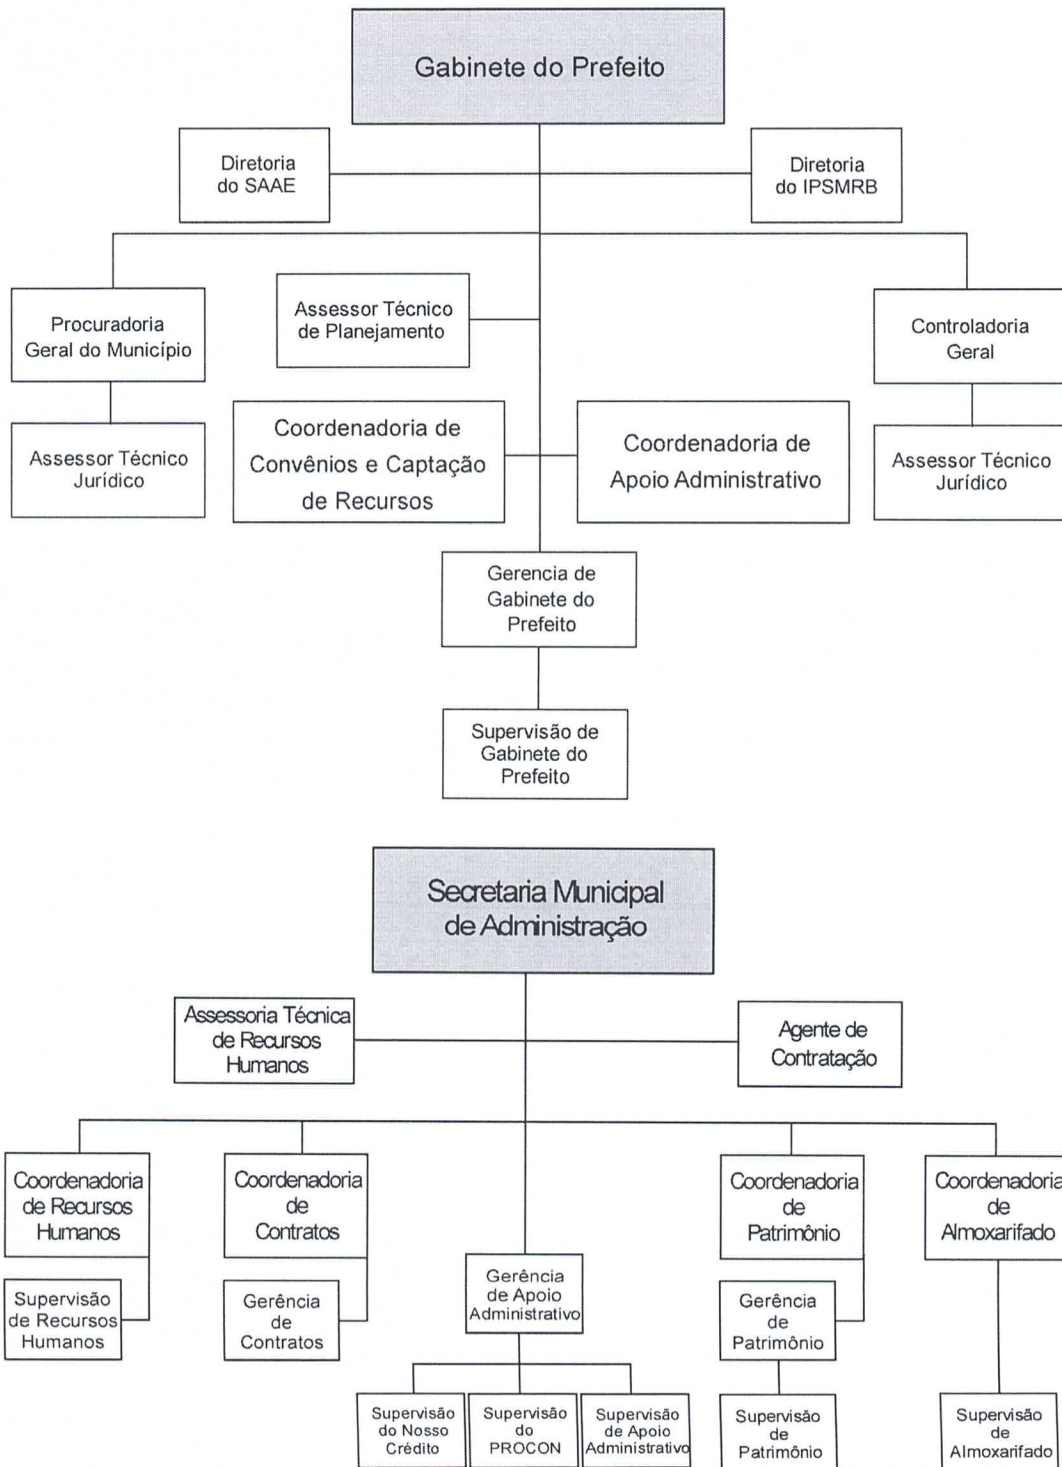 Gabinete do Prefeito
Diretoria
do SAAE
Diretoria
do IPSMRB
Procuradoria
Geral do Município
Assessor Técnico
de Planejamento
Controladoria
Geral
Assessor Técnico
Jurídico
Coordenadoria de
Convênios e Captação
de Recursos
Coordenadoria de
Apoio Administrativo
Assessor Técnico
Jurídico
Gerencia de
Gabinete do
Prefeito
Supervisão de
Gabinete do
Prefeito
Secretaria Municipal
de Administração
Assessoria Técnica
de Recursos
Humanos
Agente de
Contratação
Coordenadoria
de Recursos
Humanos
Coordenadoria
de
Contratos
Coordenadoria
de
Patrimônio
Coordenadoria
de
Almoxarifado
Supervisão
de Recursos
Humanos
Gerência
de
Contratos
Gerência
de Apoio
Administrativo
Gerência
de
Patrimônio
Supervisão
do Nosso
Crédito
Supervisão
do
PROCON
Supervisão
de Apoio
Administrativo
Supervisão
de
Patrimônio
Supervisão
de
Almoxarifado